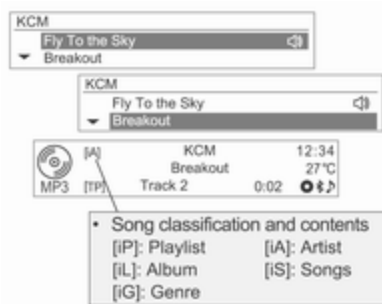 KCM
Fly To the Sky
Breakout
KCM
Fly To the Sky
Breakout
[iA] KCM 12:34
Breakout 27°C
MP3 [TP] Track 2 0:02
• Song classification and contents
[iP]: Playlist [iA]: Artist
[iL]: Album [iS]: Songs
[iG]: Genre